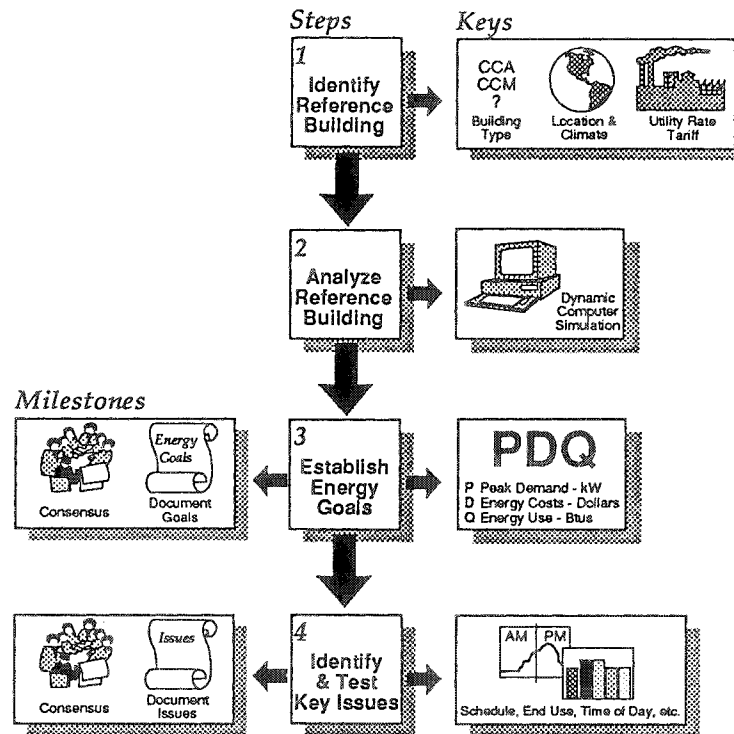 Steps
Keys
1
Identify
Reference
Building
CCA
CCM
?
Building
Type
Location &
Climate
Utility Rate
Tariff
2
Analyze
Reference
Building
Dynamic
Computer
Simulation
Milestones
Energy
Goals
Consensus
Document
Goals
3
Establish
Energy
Goals
PDQ
P Peak Demand - kW
D Energy Costs - Dollars
Q Energy Use - Btus
Issues
Consensus
Document
Issues
4
Identify
& Test
Key Issues
AM PM
Schedule, End Use, Time of Day, etc.